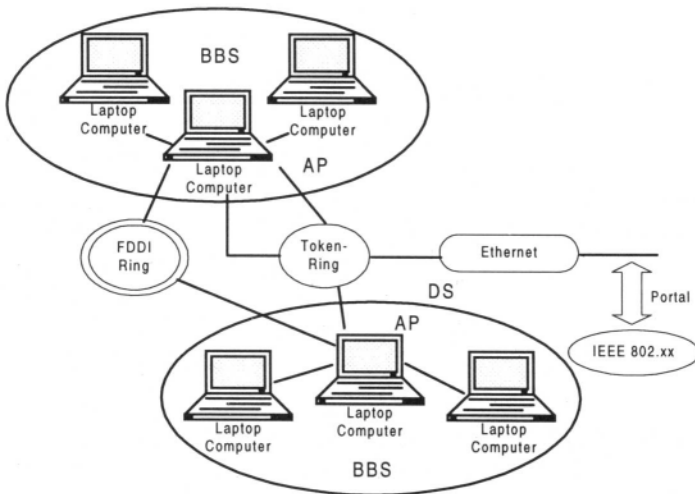 BBS
Laptop
Computer
Laptop
Computer
Laptop
Computer
AP
FDDI
Ring
Token-
Ring
Ethernet
DS
Portal
AP
IEEE 802.xx
Laptop
Computer
Laptop
Computer
Laptop
Computer
BBS